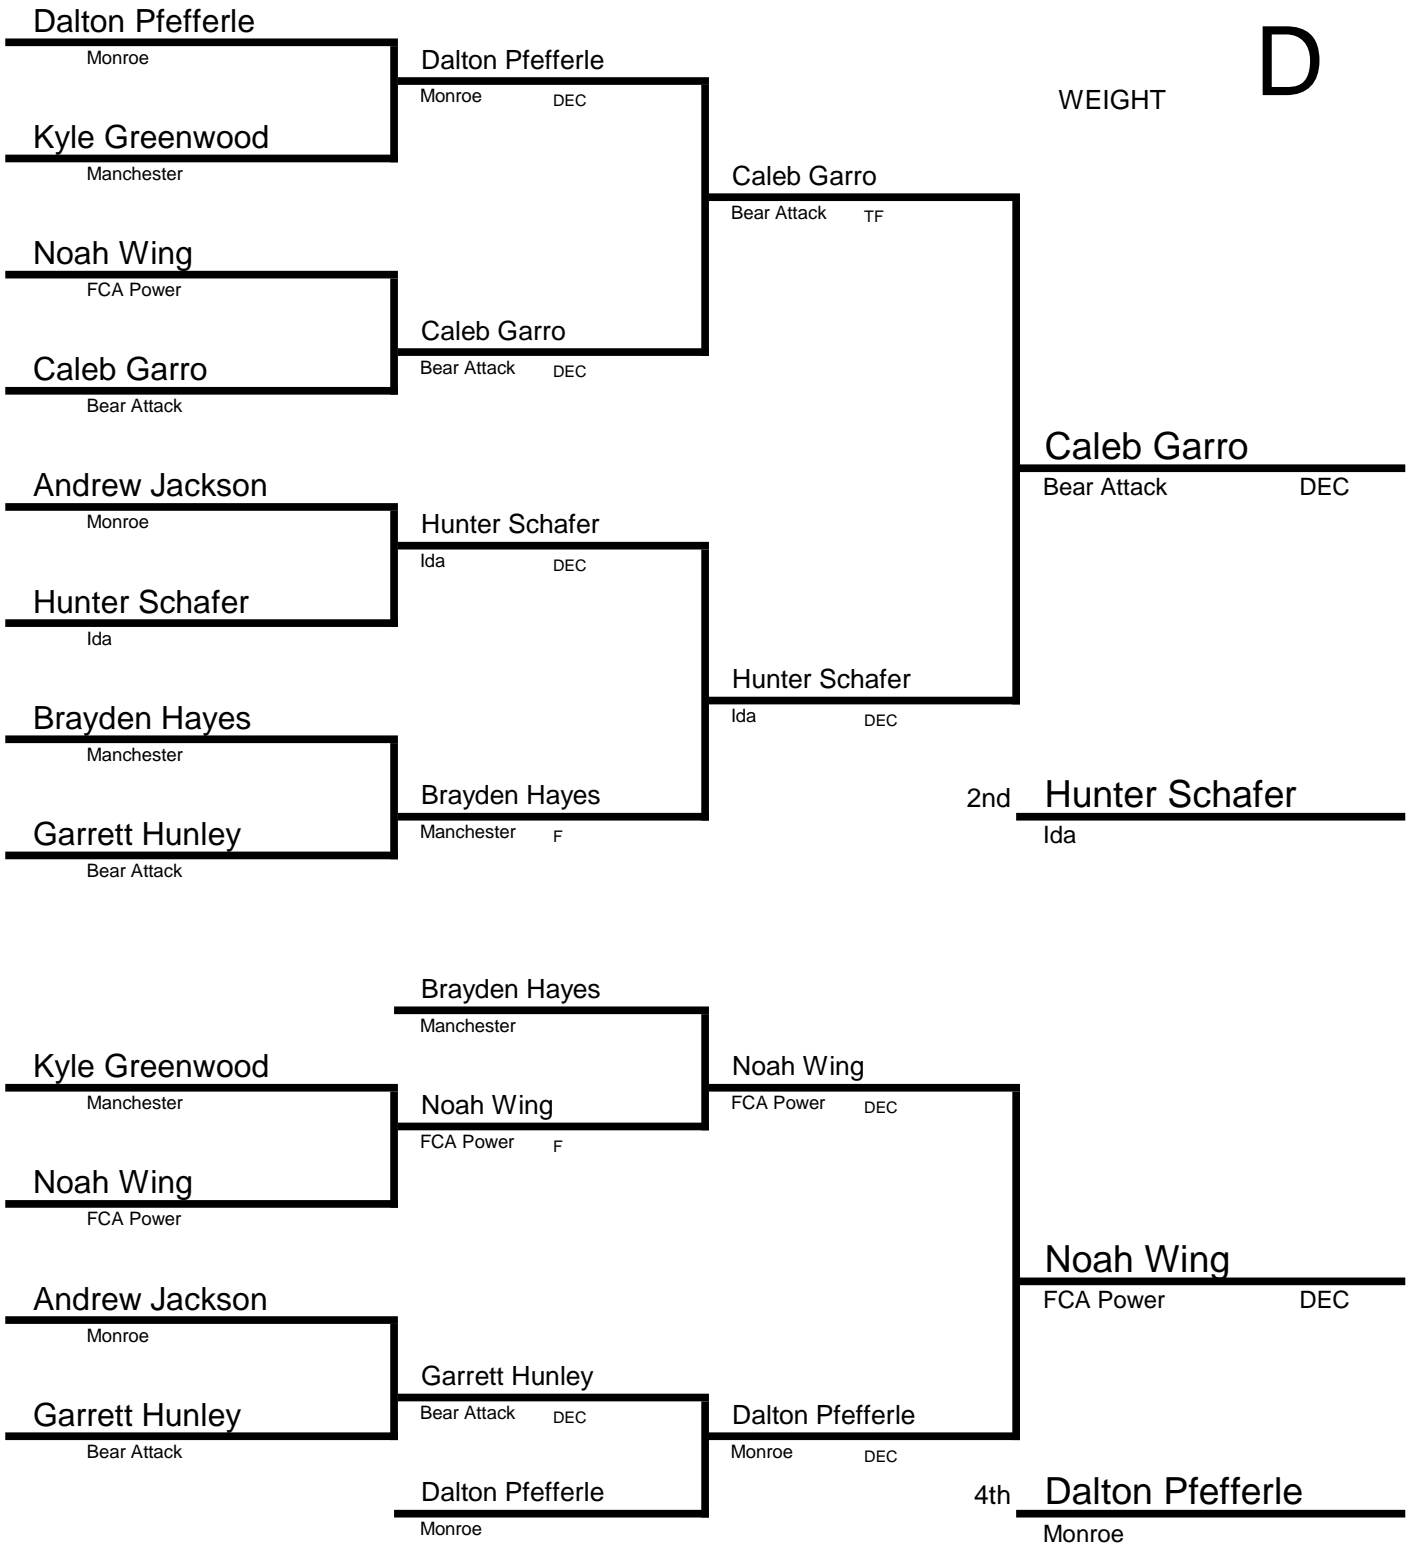 Dalton Pfefferle
Monroe
Dalton Pfefferle
Monroe DEC
D
WEIGHT
Kyle Greenwood
Manchester
Caleb Garro
Bear Attack TF
Noah Wing
FCA Power
Caleb Garro
Bear Attack DEC
Caleb Garro
Bear Attack
Caleb Garro
Bear Attack DEC
Andrew Jackson
Monroe
Hunter Schafer
Ida DEC
Hunter Schafer
Ida
Hunter Schafer
Ida DEC
Brayden Hayes
Manchester
Brayden Hayes
Manchester F
2nd Hunter Schafer
Ida
Garrett Hunley
Bear Attack
Brayden Hayes
Manchester
Kyle Greenwood
Manchester
Noah Wing
FCA Power DEC
Noah Wing
FCA Power F
Noah Wing
FCA Power
Noah Wing
FCA Power DEC
Andrew Jackson
Monroe
Garrett Hunley
Bear Attack DEC
Garrett Hunley
Bear Attack
Dalton Pfefferle
Monroe DEC
Dalton Pfefferle
Monroe
4th Dalton Pfefferle
Monroe